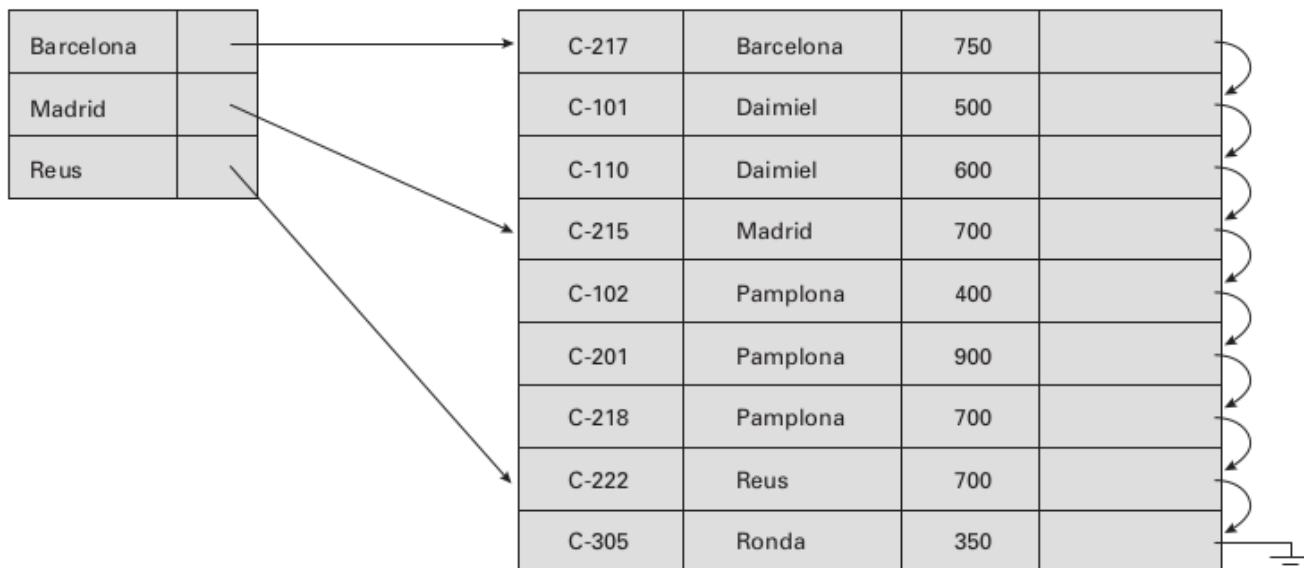 Barcelona
Madrid
Reus
C-217 Barcelona 750
C-101 Daimiel 500
C-110 Daimiel 600
C-215 Madrid 700
C-102 Pamplona 400
C-201 Pamplona 900
C-218 Pamplona 700
C-222 Reus 700
C-305 Ronda 350